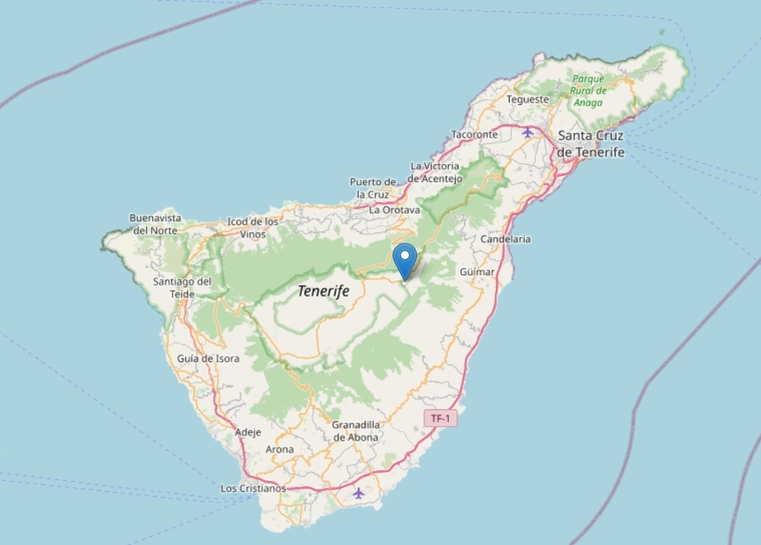 Parque
Rural de
Anaga
Tegueste
Tacoronte
Santa Cruz
de Tenerife
La Victoria
de Acentejo
Puerto de
la Cruz
La Orotava
Buenavista
del Norte
Icod de los
Vinos
Candelaria
Güímar
Santiago del
Teide
Tenerife
Guía de Isora
TF-1
Granadilla
de Abona
Adeje
Arona
Los Cristianos